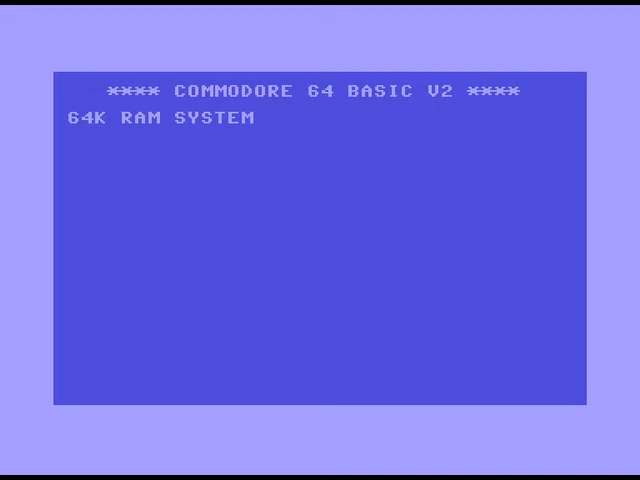 **** COMMODORE 64 BASIC V2 ****
64K RAM SYSTEM